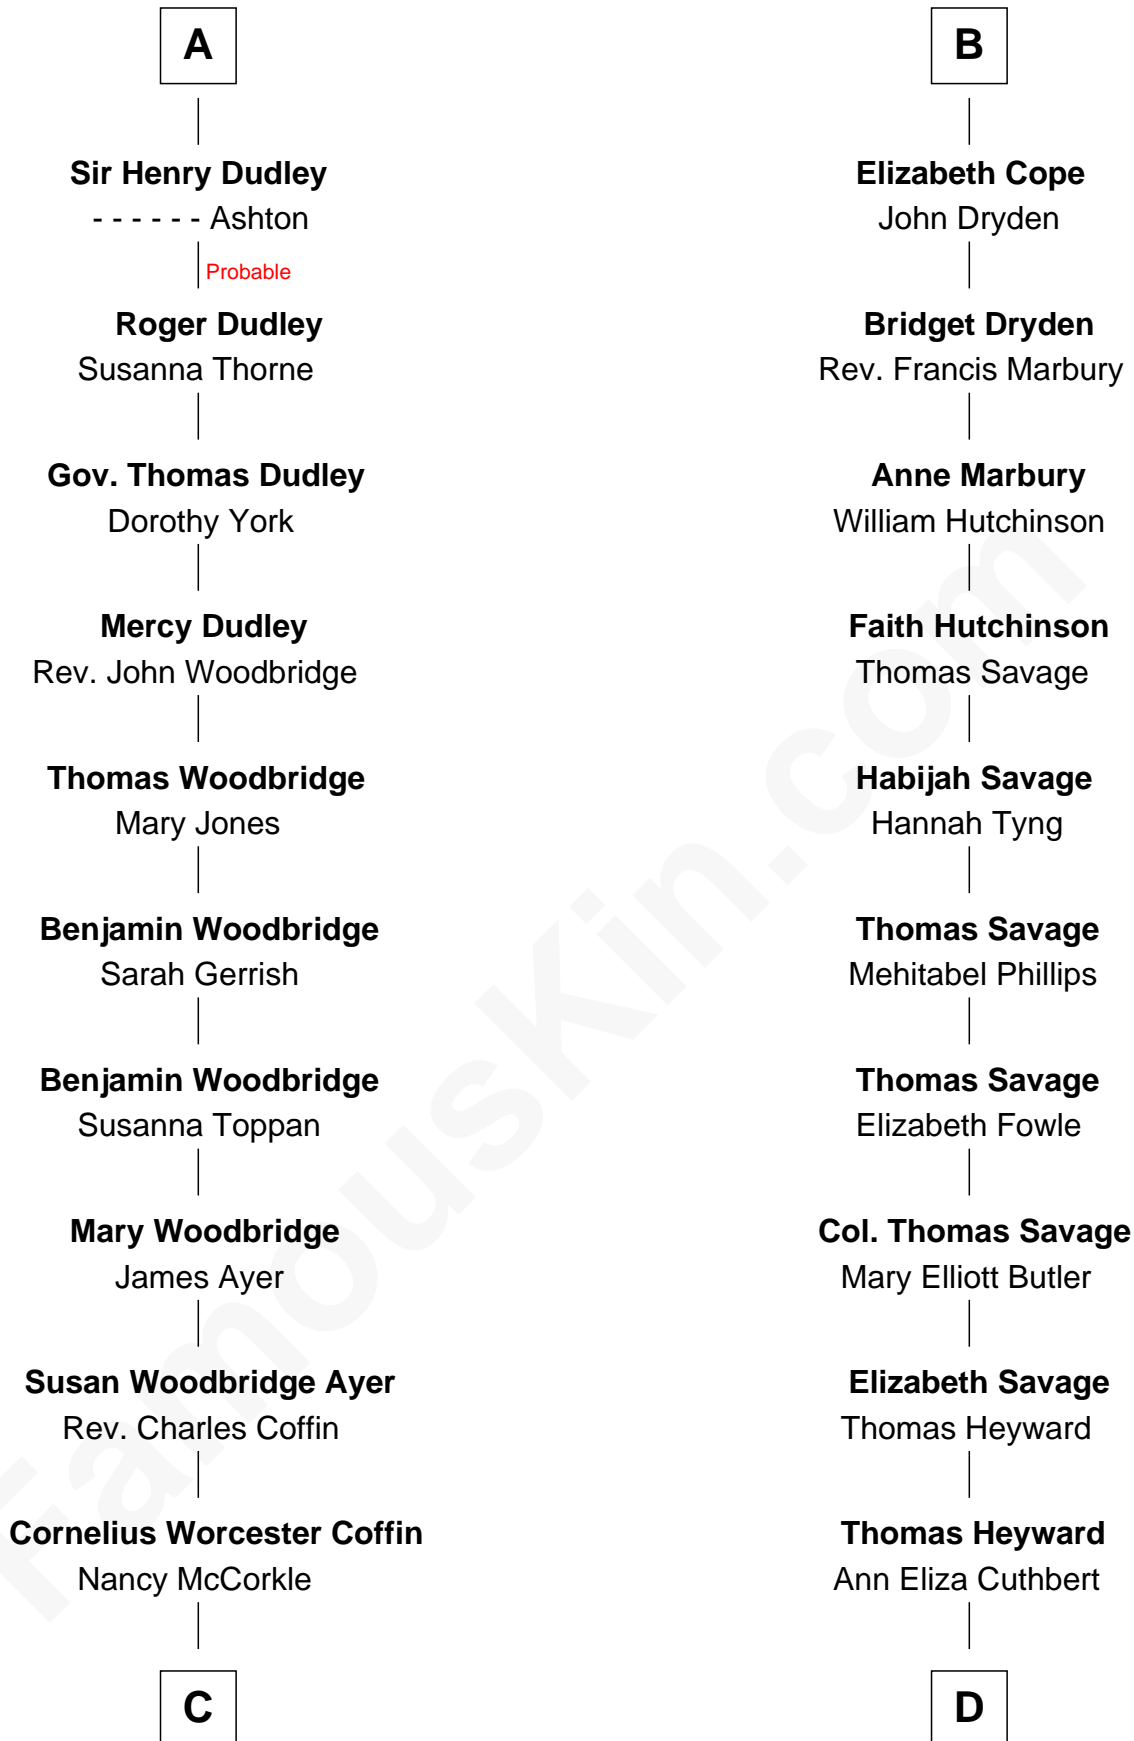 A
Sir Henry Dudley
- - - - - - Ashton
Probable
Roger Dudley
Susanna Thorne
Gov. Thomas Dudley
Dorothy York
Mercy Dudley
Rev. John Woodbridge
Thomas Woodbridge
Mary Jones
Benjamin Woodbridge
Sarah Gerrish
Benjamin Woodbridge
Susanna Toppan
Mary Woodbridge
James Ayer
Susan Woodbridge Ayer
Rev. Charles Coffin
Cornelius Worcester Coffin
Nancy McCorkle
C
B
Elizabeth Cope
John Dryden
Bridget Dryden
Rev. Francis Marbury
Anne Marbury
William Hutchinson
Faith Hutchinson
Thomas Savage
Habijah Savage
Hannah Tyng
Thomas Savage
Mehitabel Phillips
Thomas Savage
Elizabeth Fowle
Col. Thomas Savage
Mary Elliott Butler
Elizabeth Savage
Thomas Heyward
Thomas Heyward
Ann Eliza Cuthbert
D
FamousKin.com